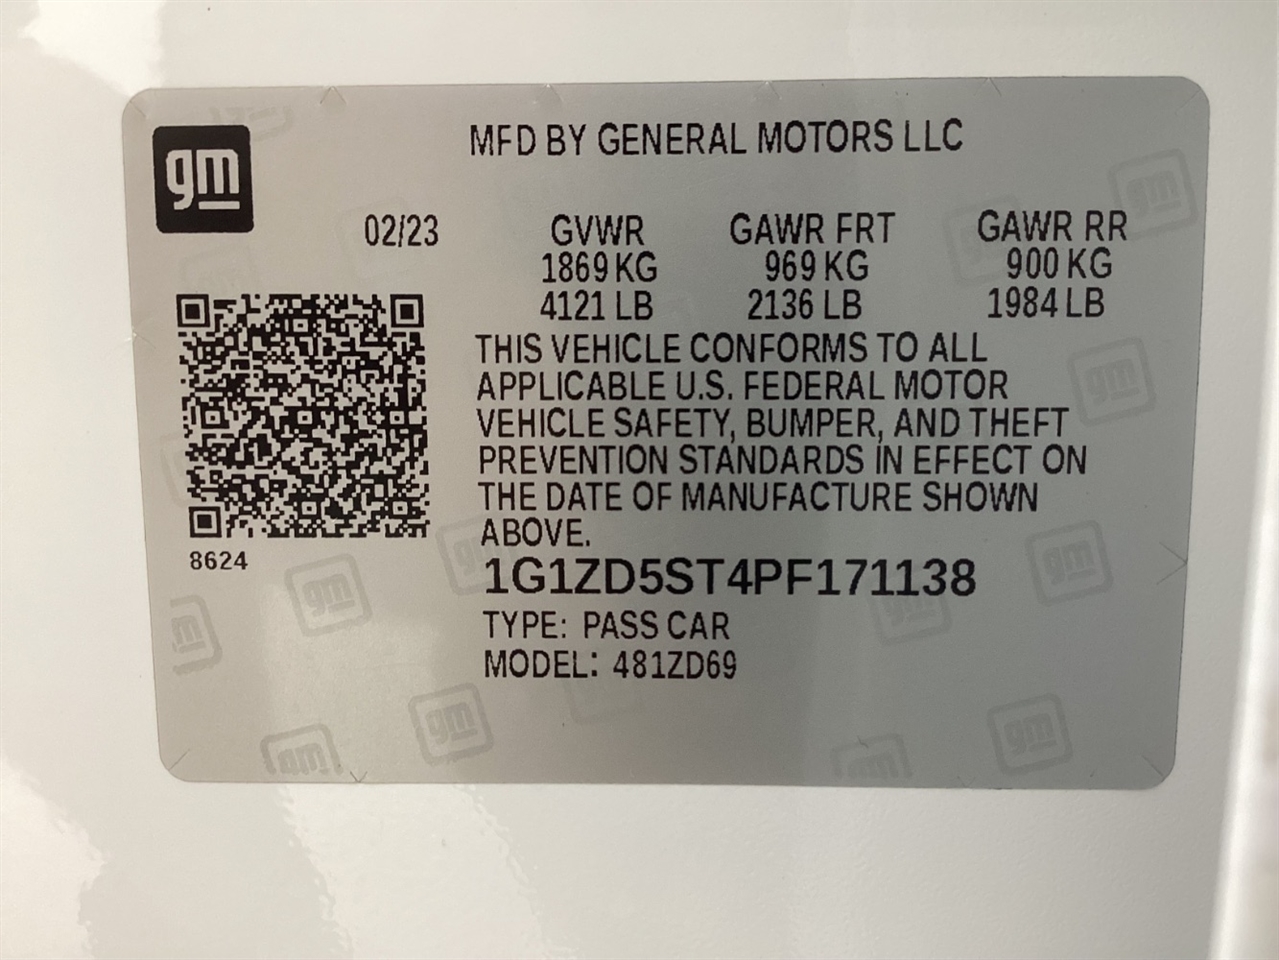 gm
MFD BY GENERAL MOTORS LLC
02/23 GVWR GAWR FRT GAWR RR
1869 KG 969 KG 900 KG
4121 LB 2136 LB 1984 LB
THIS VEHICLE CONFORMS TO ALL
APPLICABLE U.S. FEDERAL MOTOR
VEHICLE SAFETY, BUMPER, AND THEFT
PREVENTION STANDARDS IN EFFECT ON
THE DATE OF MANUFACTURE SHOWN
ABOVE.
8624
1G1ZD5ST4PF171138
TYPE: PASS CAR
MODEL: 481ZD69